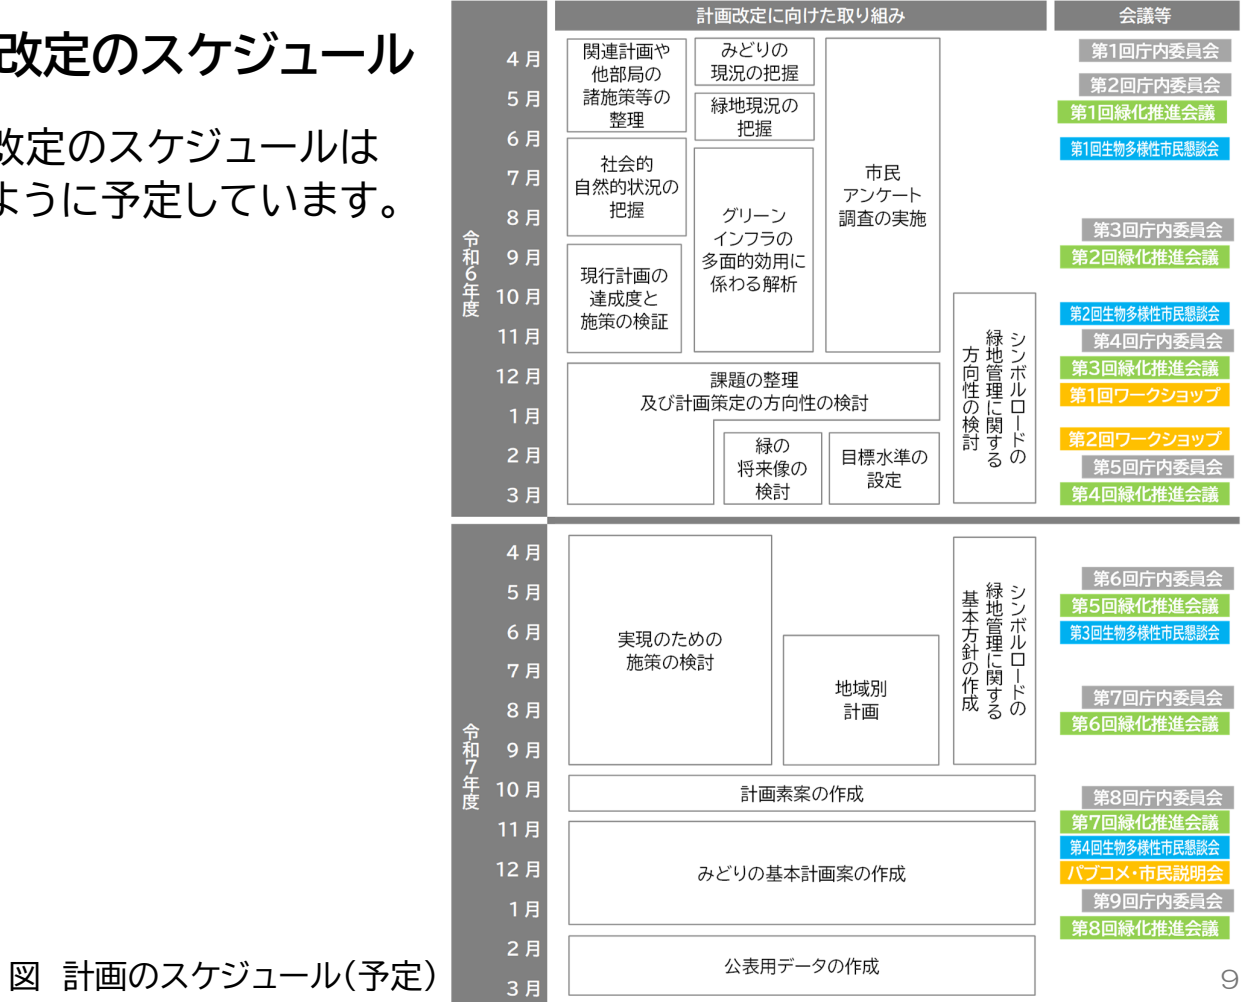 改定のスケジュール
改定のスケジュールは
ように予定しています。
計画改定に向けた取り組み
会議等
令和6年度
4月
5月
6月
7月
8月
9月
10月
11月
12月
1月
2月
3月
関連計画や
他部局の
諸施策等の
整理
みどりの
現況の把握
緑地現況の
把握
社会的
自然的状況の
把握
グリーン
インフラの
多面的効用に
係わる解析
市民
アンケート
調査の実施
現行計画の
達成度と
施策の検証
課題の整理
及び計画策定の方向性の検討
緑の
将来像の
検討
目標水準の
設定
シンボルロードの
緑地管理に関する
方向性の検討
第1回庁内委員会
第2回庁内委員会
第1回緑化推進会議
第1回生物多様性市民懇談会
第3回庁内委員会
第2回緑化推進会議
第2回生物多様性市民懇談会
第4回庁内委員会
第3回緑化推進会議
第1回ワークショップ
第2回ワークショップ
第5回庁内委員会
第4回緑化推進会議
令和7年度
4月
5月
6月
7月
8月
9月
10月
11月
12月
1月
2月
3月
実現のための
施策の検討
地域別
計画
シンボルロードの
緑地管理に関する
基本方針の作成
計画素案の作成
みどりの基本計画案の作成
公表用データの作成
第6回庁内委員会
第5回緑化推進会議
第3回生物多様性市民懇談会
第7回庁内委員会
第6回緑化推進会議
第8回庁内委員会
第7回緑化推進会議
第4回生物多様性市民懇談会
パブコメ・市民説明会
第9回庁内委員会
第8回緑化推進会議
図 計画のスケジュール(予定)
9